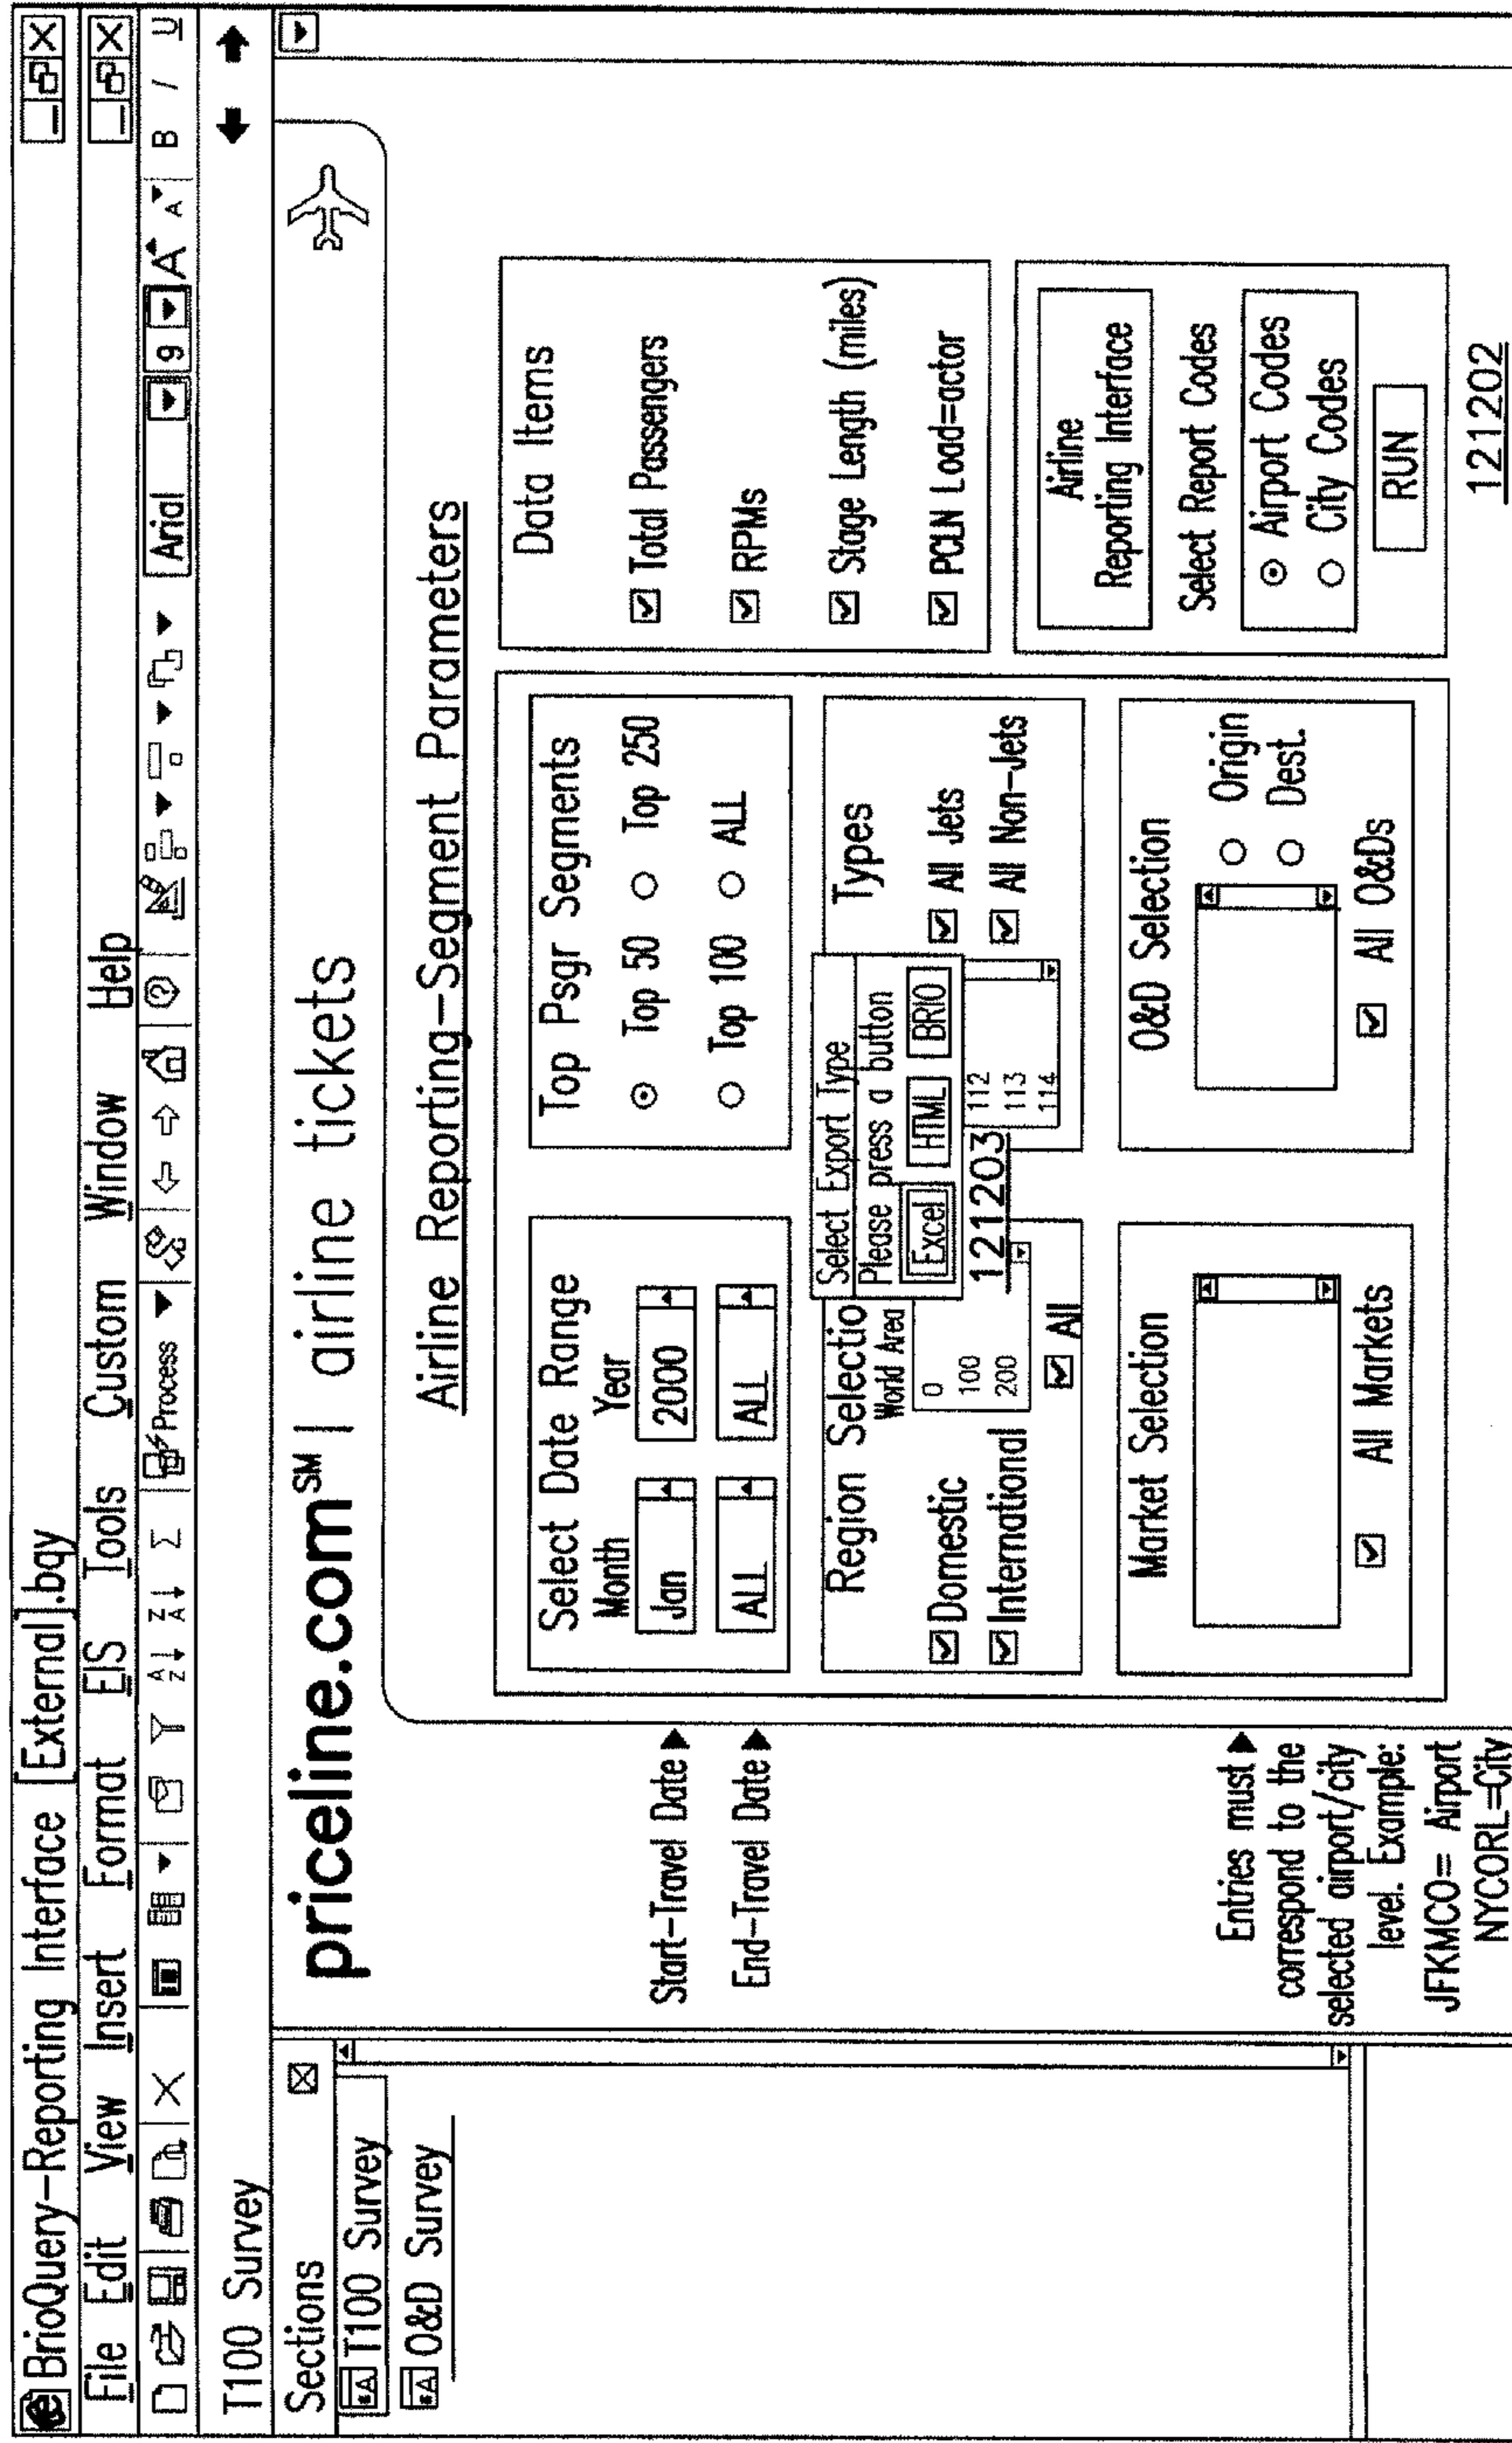 BrioQuery-Reporting Interface [External].bqy
File Edit View Insert Format EIS Tools Custom Window Help
Process Arial 9 A A B / U
T100 Survey
Sections
T100 Survey
O&D Survey
priceline.com℠ | airline tickets
Airline Reporting-Segment Parameters
Start-Travel Date
End-Travel Date
Entries must
correspond to the
selected airport/city
level. Example:
JFKMCO= Airport
NYCORL=City
Select Date Range
Month Year
Jan 2000
ALL ALL
Top Psgr Segments
Top 50 Top 250
Top 100 ALL
Data Items
Total Passengers
RPMs
Stage Length (miles)
PCLN Load=actor
Region Selectio
World Area
Domestic
International
0
100
200
All
Select Export Type
Please press a button
Excel HTML BRIO
121203
Types
All Jets
All Non-Jets
112
113
114
Market Selection
All Markets
O&D Selection
Origin
Dest.
All O&Ds
Airline
Reporting Interface
Select Report Codes
Airport Codes
City Codes
RUN
121202